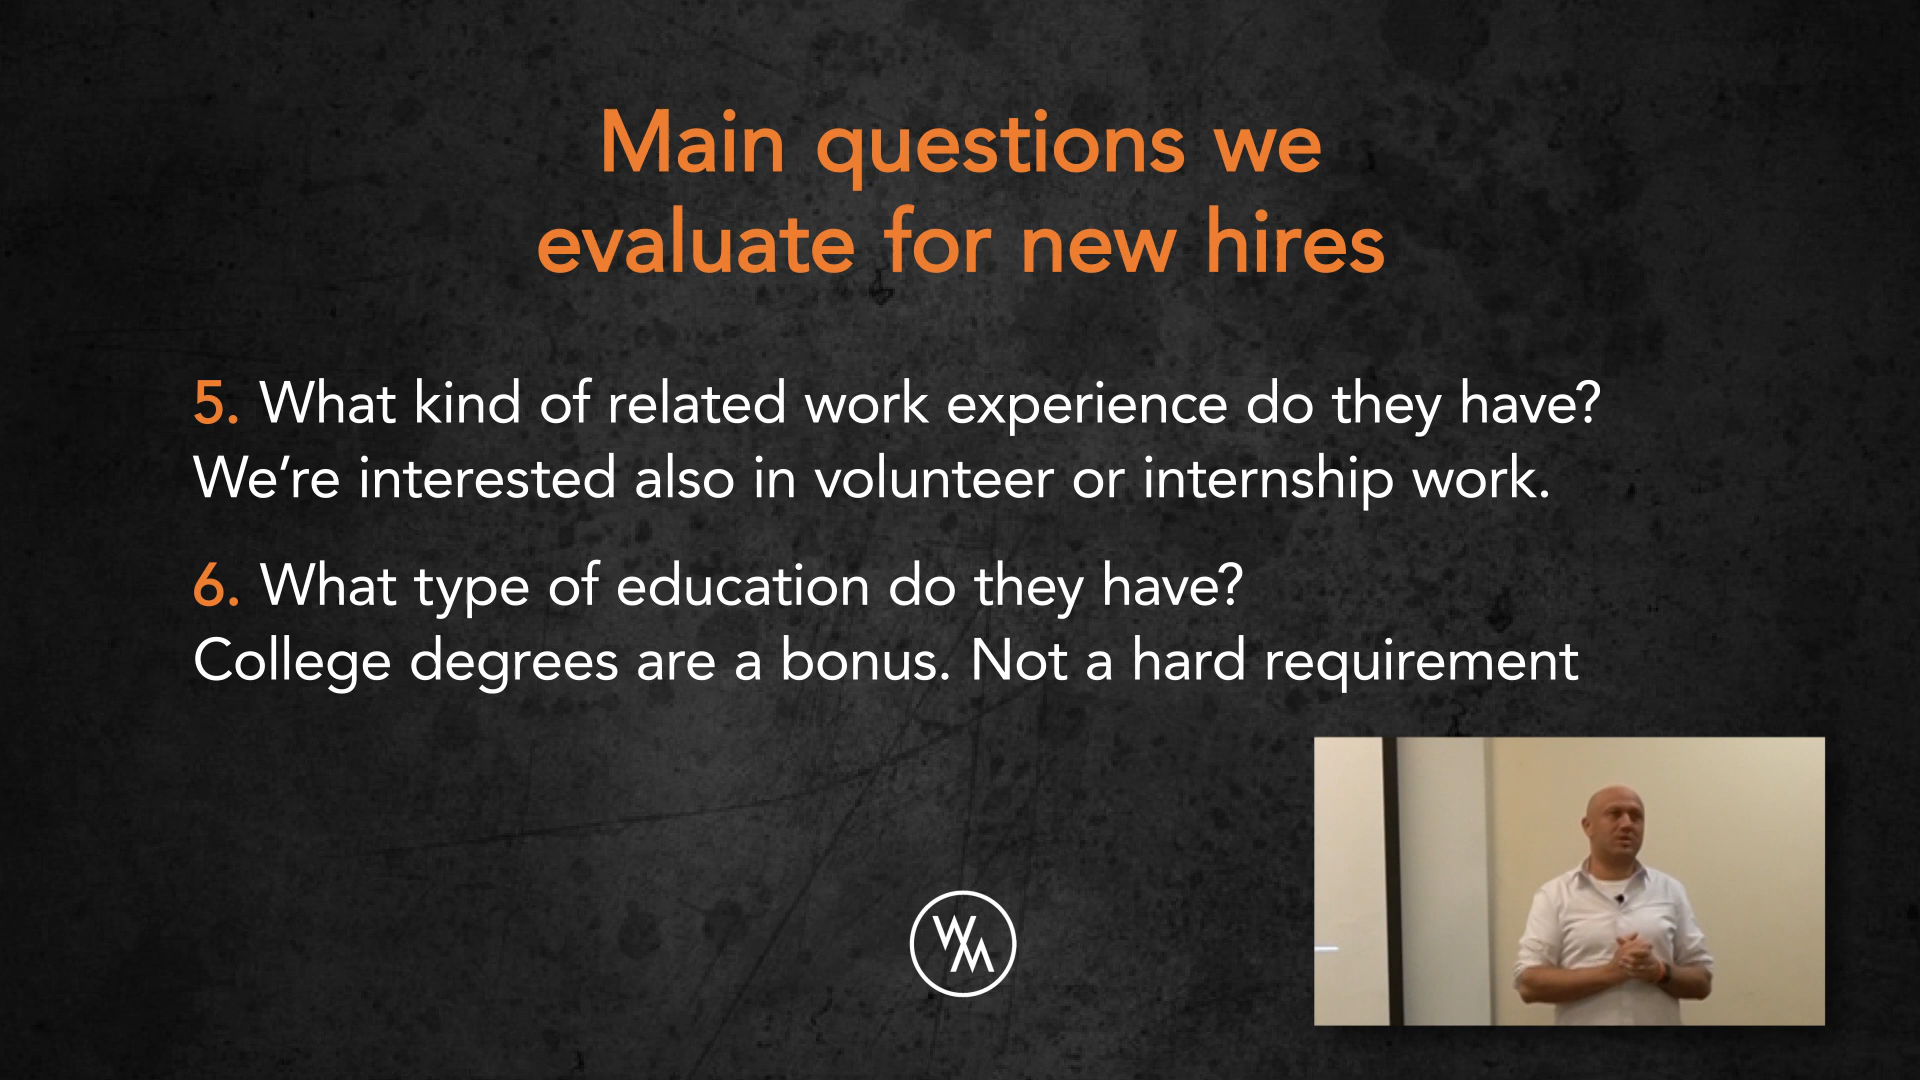 Main questions we
evaluate for new hires
5. What kind of related work experience do they have?
We’re interested also in volunteer or internship work.
6. What type of education do they have?
College degrees are a bonus. Not a hard requirement
WM